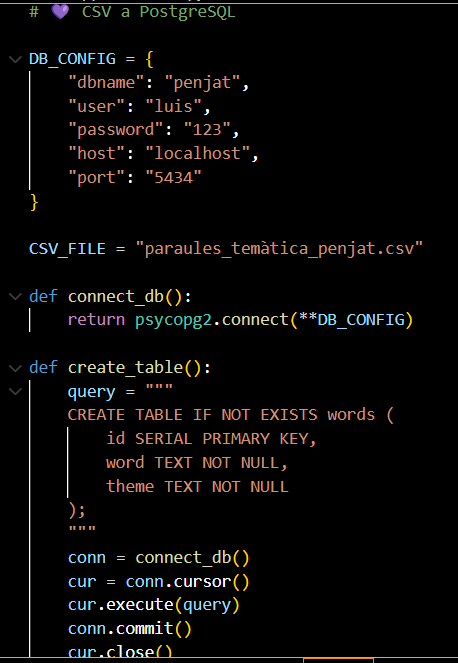 # 💜 CSV a PostgreSQL
DB_CONFIG = {
    "dbname": "penjat",
    "user": "luis",
    "password": "123",
    "host": "localhost",
    "port": "5434"
}
CSV_FILE = "paraules_temàtica_penjat.csv"
def connect_db():
    return psycopg2.connect(**DB_CONFIG)
def create_table():
    query = """
    CREATE TABLE IF NOT EXISTS words (
        id SERIAL PRIMARY KEY,
        word TEXT NOT NULL,
        theme TEXT NOT NULL
    );
    """
    conn = connect_db()
    cur = conn.cursor()
    cur.execute(query)
    conn.commit()
    cur.close()